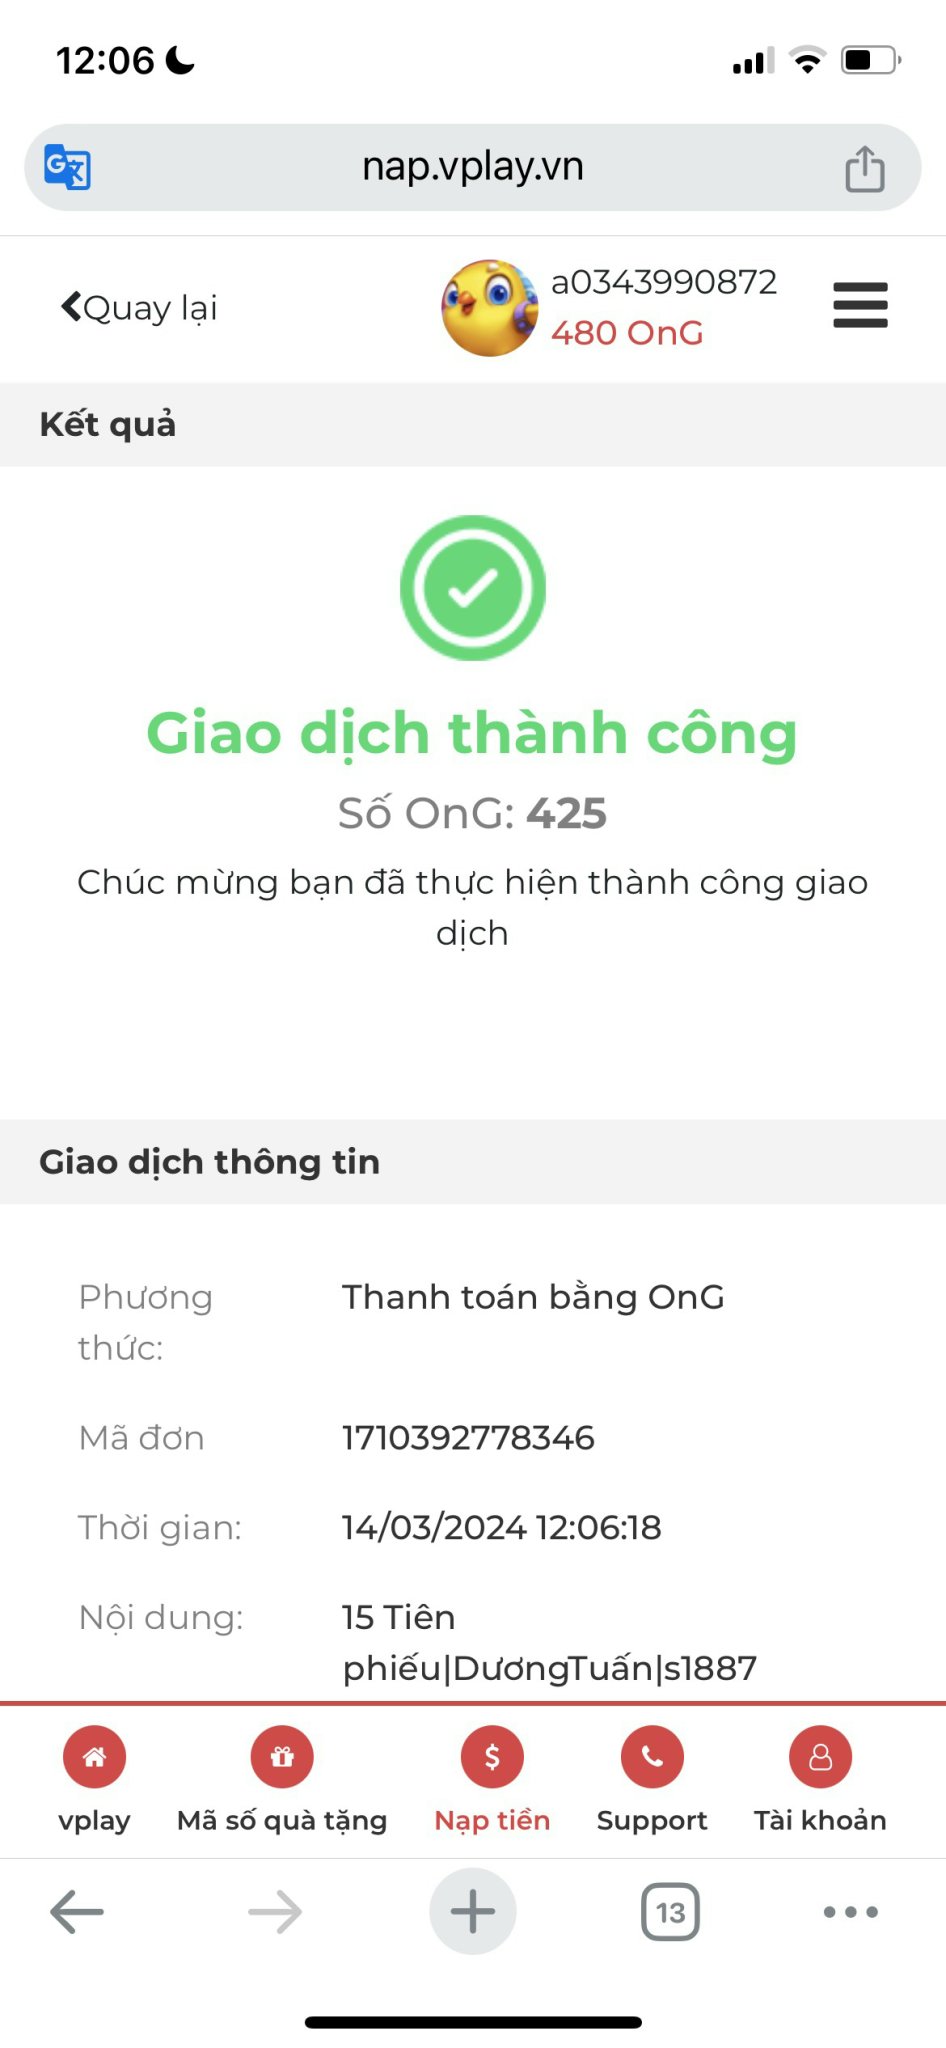 12:06
nap.vplay.vn
Quay lại
a0343990872
480 OnG
Kết quả
Giao dịch thành công
Số OnG: 425
Chúc mừng bạn đã thực hiện thành công giao
dịch
Giao dịch thông tin
Phương
thức:
Thanh toán bằng OnG
Mã đơn
1710392778346
Thời gian:
14/03/2024 12:06:18
Nội dung:
15 Tiên
phiếu|DươngTuấn|s1887
vplay
Mã số quà tặng
Nạp tiền
Support
Tài khoản
13